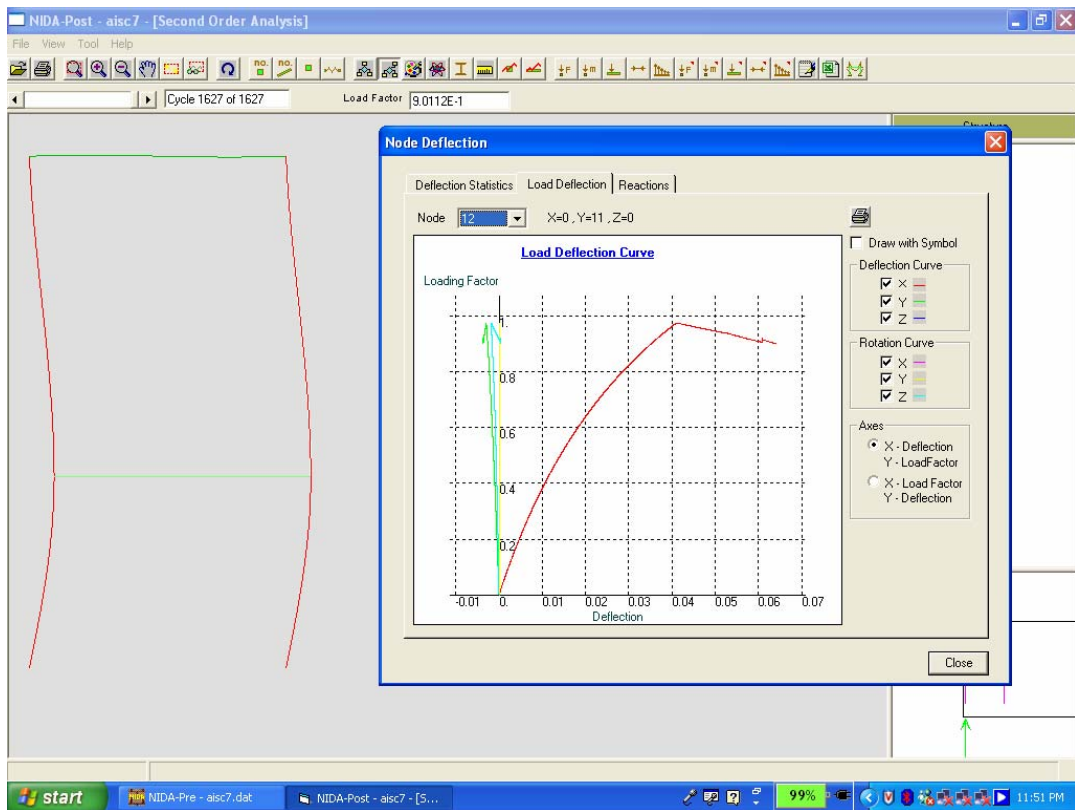 NIDA-Post - aisc7 - [Second Order Analysis]
File View Tool Help
no. no.
F m F m
Cycle 1627 of 1627 Load Factor 9.0112E-1
Node Deflection
Deflection Statistics Load Deflection Reactions
Node 12 X=0 , Y=11 , Z=0
Draw with Symbol
Load Deflection Curve
Loading Factor
1.
0.8
0.6
0.4
0.2
-0.01 0. 0.01 0.02 0.03 0.04 0.05 0.06 0.07
Deflection
Deflection Curve
X
Y
Z
Rotation Curve
X
Y
Z
Axes
X - Deflection
Y - LoadFactor
X - Load Factor
Y - Deflection
Close
start NIDA-Pre - aisc7.dat NIDA-Post - aisc7 - [S... 99% 11:51 PM